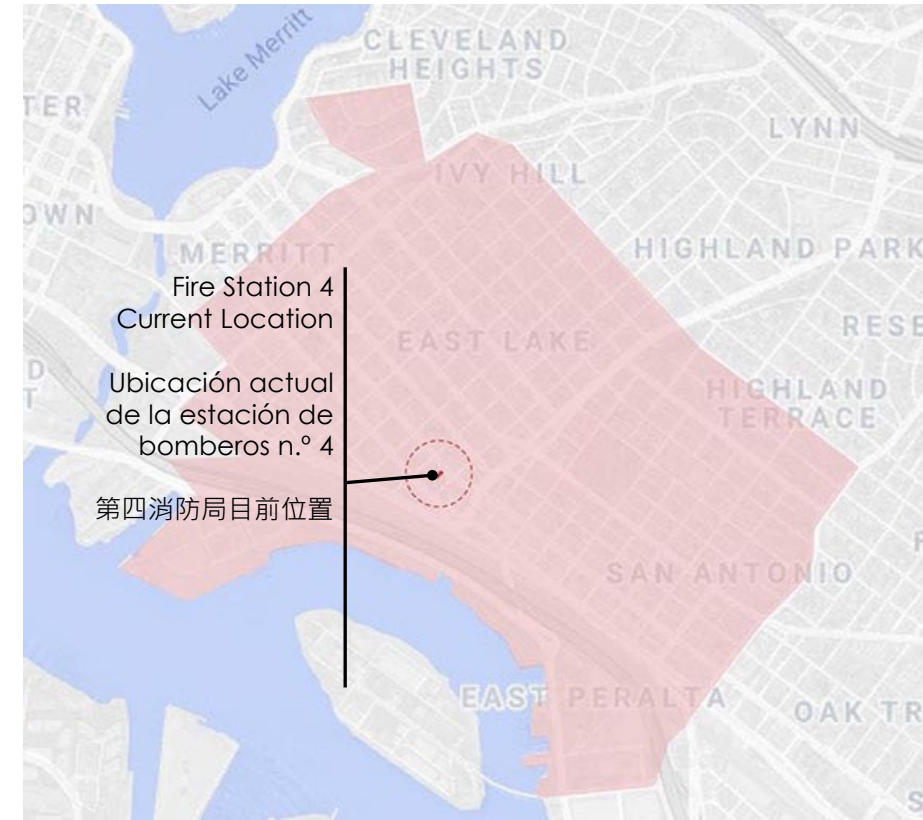 Lake Merritt
CLEVELAND
HEIGHTS
TER
LYNN
IVY HILL
OWN
MERRITT
HIGHLAND PARK
Fire Station 4
Current Location
RESE
EAST LAKE
D
T
Ubicación actual
de la estación de
bomberos n.º 4
HIGHLAND
TERRACE
第四消防局目前位置
F
SAN ANTONIO
EAST PERALTA
OAK TR
S